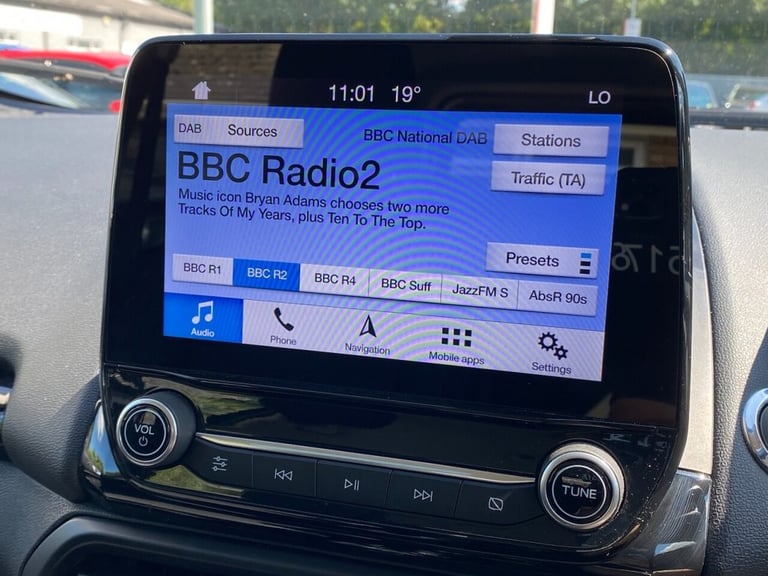 11:01 19° LO
DAB Sources
BBC National DAB
Stations
BBC Radio2
Traffic (TA)
Music icon Bryan Adams chooses two more
Tracks Of My Years, plus Ten To The Top.
Presets
BBC R1 BBC R2 BBC R4 BBC Suff JazzFM S AbsR 90s
Audio Phone Navigation Mobile apps Settings
VOL
TUNE